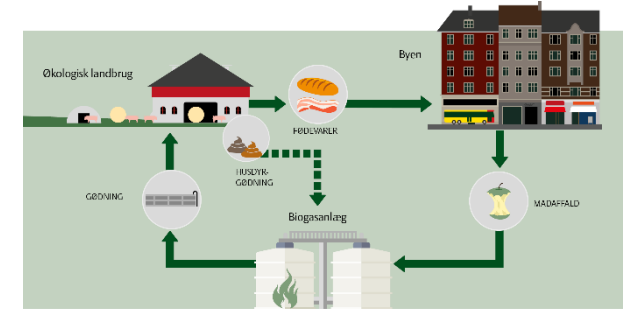 Økologisk landbrug
Byen
FØDEVARER
HUSDYR-
GØDNING
GØDNING
MADAFFALD
Biogasanlæg